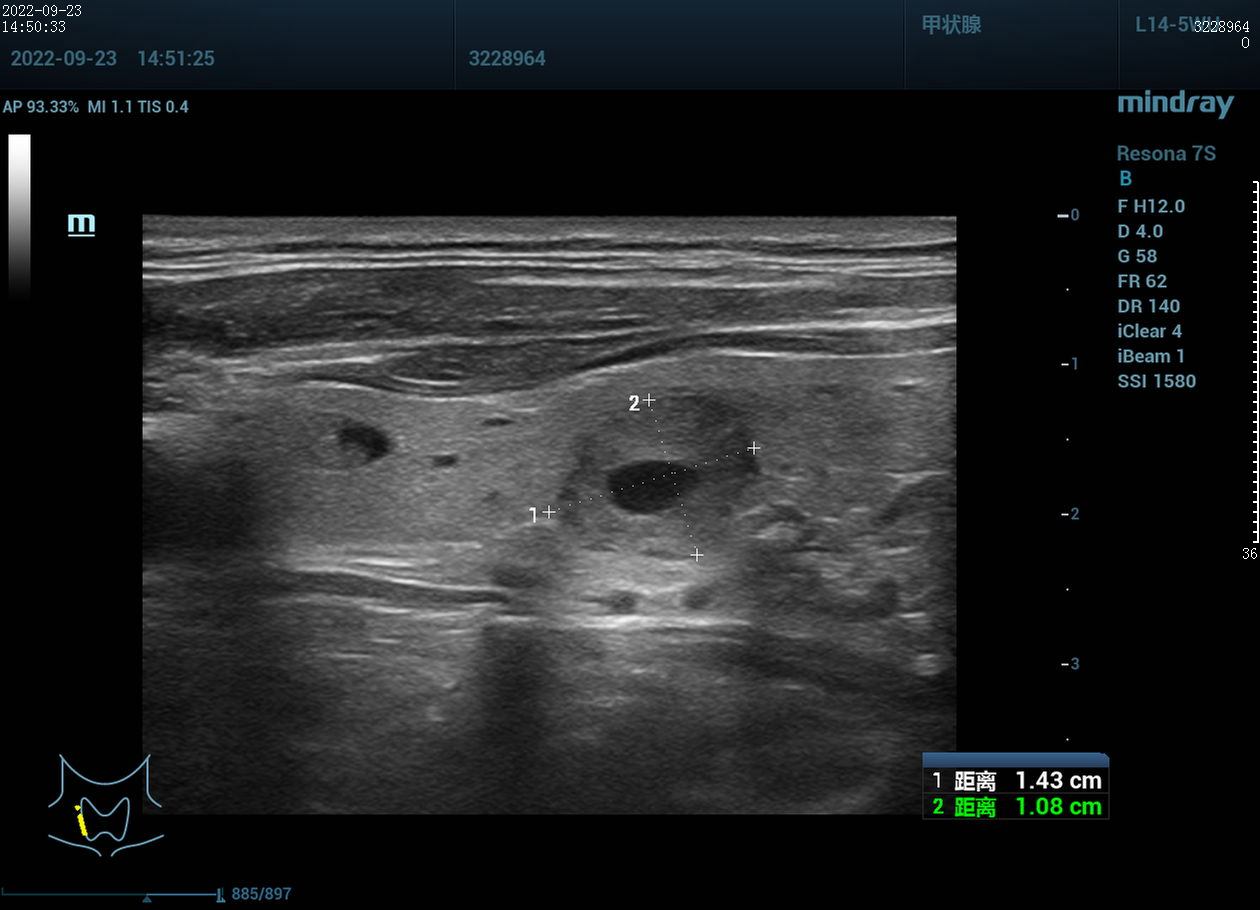 2022-09-23
14:50:33
2022-09-23 14:51:25
3228964
甲状腺
L14-5W
3228964
0
AP 93.33% MI 1.1 TIS 0.4
mindray
Resona 7S
B
F H12.0
D 4.0
G 58
FR 62
DR 140
iClear 4
iBeam 1
SSI 1580
m
0
1
2
3
2
1
36
1 距离 1.43 cm
2 距离 1.08 cm
885/897